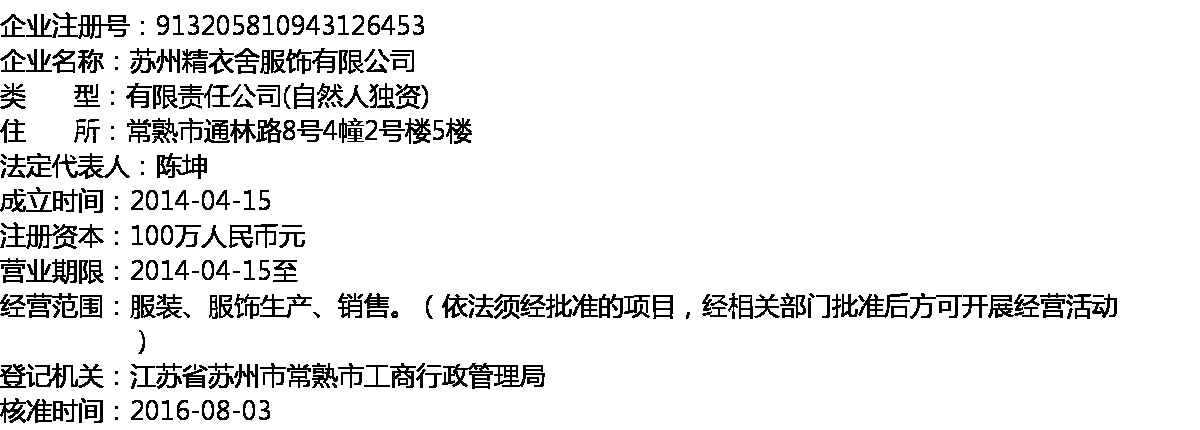 企业注册号：913205810943126453
企业名称：苏州精衣舍服饰有限公司
类　　型：有限责任公司(自然人独资)
住　　所：常熟市通林路8号4幢2号楼5楼
法定代表人：陈坤
成立时间：2014-04-15
注册资本：100万人民币元
营业期限：2014-04-15至
经营范围：服装、服饰生产、销售。（依法须经批准的项目，经相关部门批准后方可开展经营活动
）
登记机关：江苏省苏州市常熟市工商行政管理局
核准时间：2016-08-03